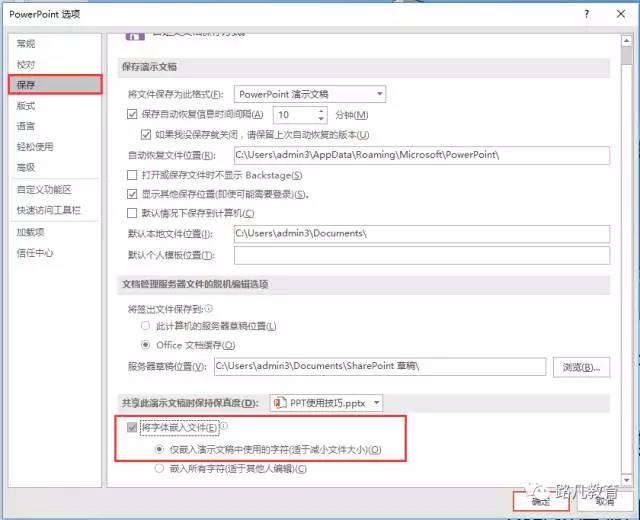 PowerPoint 选项
常规
校对
保存
版式
语言
轻松使用
高级
自定义功能区
快速访问工具栏
加载项
信任中心
保存演示文稿
将文件保存为此格式(F): PowerPoint 演示文稿
保存自动恢复信息时间间隔(A) 10 分钟(M)
如果我没保存就关闭，请保留上次自动恢复的版本(U)
自动恢复文件位置(R): C:\Users\admin3\AppData\Roaming\Microsoft\PowerPoint\
打开或保存文件时不显示 Backstage(S)
显示其他保存位置(即使可能需要登录)(S)。
默认情况下保存到计算机(C)
默认本地文件位置(I): C:\Users\admin3\Documents\
默认个人模板位置(T):
文档管理服务器文件的脱机编辑选项
将签出文件保存到:
此计算机的服务器草稿位置(L)
Office 文档缓存(O)
服务器草稿位置(V): C:\Users\admin3\Documents\SharePoint 草稿\ 浏览(B)...
共享此演示文稿时保持保真度(D): PPT使用技巧.pptx
将字体嵌入文件(E)
仅嵌入演示文稿中使用的字符(适于减小文件大小)(O)
嵌入所有字符(适于其他人编辑)(C)
路凡教育
确定 取消